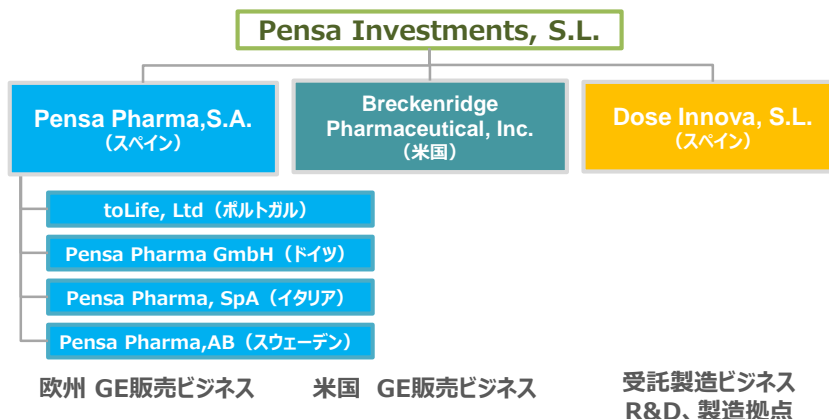 Pensa Investments, S.L.
Pensa Pharma,S.A.
（スペイン）
Breckenridge
Pharmaceutical, Inc.
（米国）
Dose Innova, S.L.
（スペイン）
toLife, Ltd（ポルトガル）
Pensa Pharma GmbH（ドイツ）
Pensa Pharma, SpA（イタリア）
Pensa Pharma,AB（スウェーデン）
欧州 GE販売ビジネス
米国 GE販売ビジネス
受託製造ビジネス
R&D、製造拠点